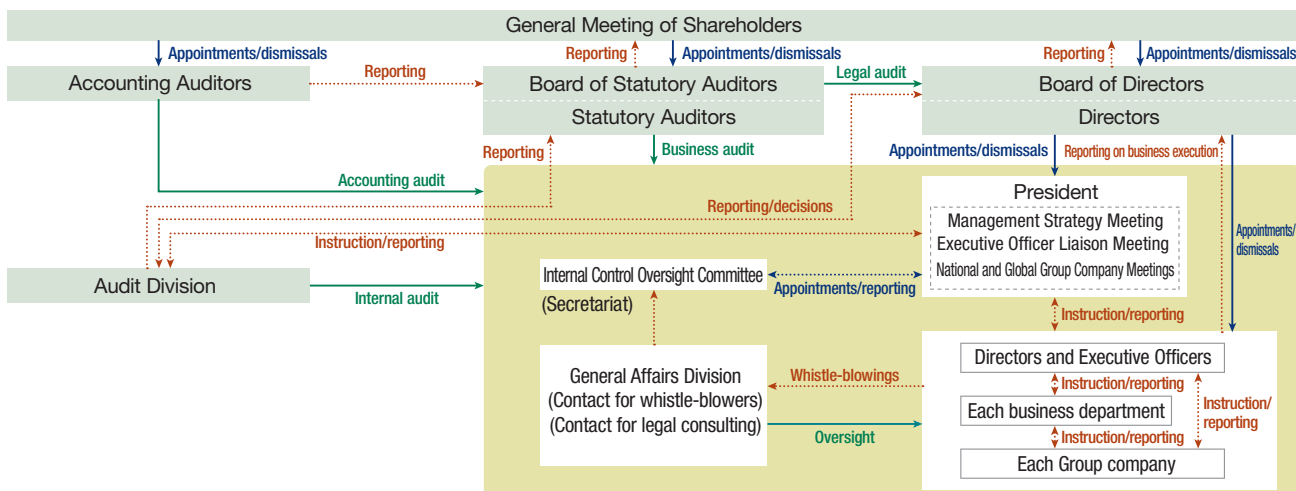 General Meeting of Shareholders
Appointments/dismissals
Reporting
Appointments/dismissals
Reporting
Appointments/dismissals
Accounting Auditors
Reporting
Board of Statutory Auditors
Legal audit
Board of Directors
Statutory Auditors
Directors
Reporting
Business audit
Appointments/dismissals
Reporting on business execution
Accounting audit
President
Reporting/decisions
Management Strategy Meeting
Instruction/reporting
Executive Officer Liaison Meeting
Appointments/
dismissals
National and Global Group Company Meetings
Audit Division
Internal audit
Internal Control Oversight Committee
Appointments/reporting
(Secretariat)
Instruction/reporting
General Affairs Division
(Contact for whistle-blowers)
(Contact for legal consulting)
Whistle-blowings
Oversight
Directors and Executive Officers
Instruction/reporting
Each business department
Instruction/
reporting
Instruction/reporting
Each Group company